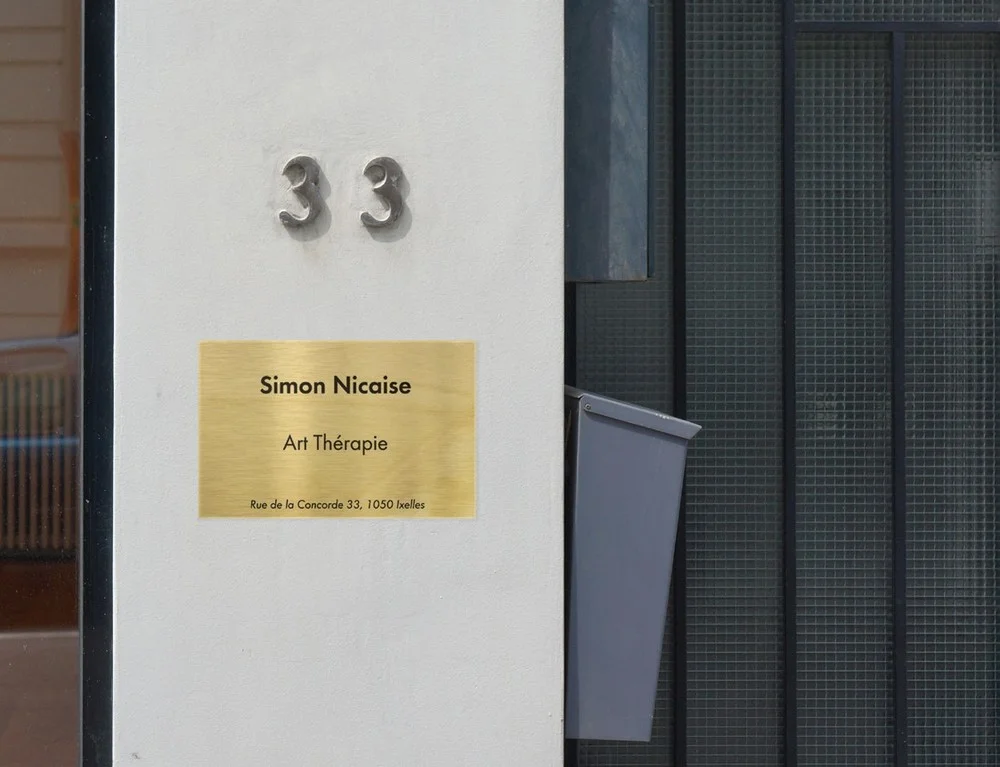 33
Simon Nicaise
Art Thérapie
Rue de la Concorde 33, 1050 Ixelles